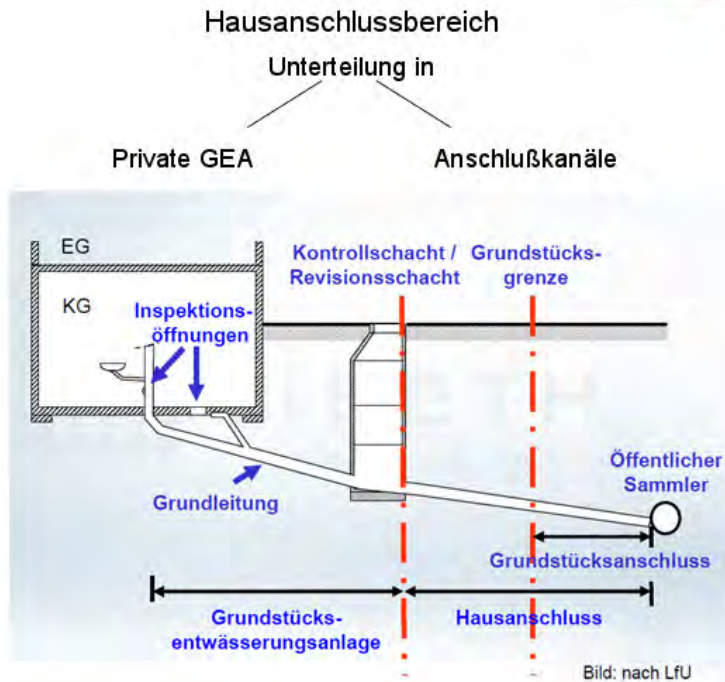 Hausanschlussbereich
Unterteilung in
Private GEA
Anschlußkanäle
EG
KG
Inspektions-
öffnungen
Kontrollschacht /
Revisionsschacht
Grundstücks-
grenze
Grundleitung
Öffentlicher
Sammler
Grundstücksanschluss
Grundstücks-
entwässerungsanlage
Hausanschluss
Bild: nach LfU